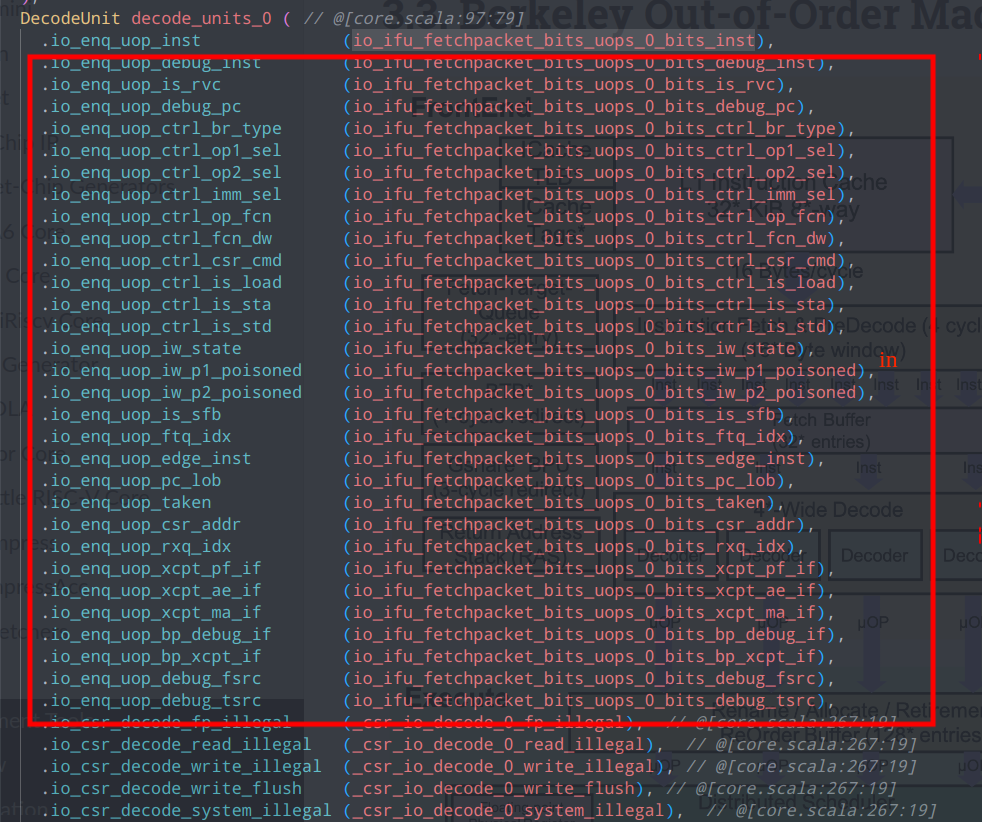 DecodeUnit decode_units_0 ( // @[core.scala:97:79]
.io_enq_uop_inst (io_ifu_fetchpacket_bits_uops_0_bits_inst),
.io_enq_uop_debug_inst (io_ifu_fetchpacket_bits_uops_0_bits_debug_inst),
.io_enq_uop_is_rvc (io_ifu_fetchpacket_bits_uops_0_bits_is_rvc),
.io_enq_uop_debug_pc (io_ifu_fetchpacket_bits_uops_0_bits_debug_pc),
.io_enq_uop_ctrl_br_type (io_ifu_fetchpacket_bits_uops_0_bits_ctrl_br_type),
.io_enq_uop_ctrl_op1_sel (io_ifu_fetchpacket_bits_uops_0_bits_ctrl_op1_sel),
.io_enq_uop_ctrl_op2_sel (io_ifu_fetchpacket_bits_uops_0_bits_ctrl_op2_sel),
.io_enq_uop_ctrl_imm_sel (io_ifu_fetchpacket_bits_uops_0_bits_ctrl_imm_sel),
.io_enq_uop_ctrl_op_fcn (io_ifu_fetchpacket_bits_uops_0_bits_ctrl_op_fcn),
.io_enq_uop_ctrl_fcn_dw (io_ifu_fetchpacket_bits_uops_0_bits_ctrl_fcn_dw),
.io_enq_uop_ctrl_csr_cmd (io_ifu_fetchpacket_bits_uops_0_bits_ctrl_csr_cmd),
.io_enq_uop_ctrl_is_load (io_ifu_fetchpacket_bits_uops_0_bits_ctrl_is_load),
.io_enq_uop_ctrl_is_sta (io_ifu_fetchpacket_bits_uops_0_bits_ctrl_is_sta),
.io_enq_uop_ctrl_is_std (io_ifu_fetchpacket_bits_uops_0_bits_ctrl_is_std),
.io_enq_uop_iw_state (io_ifu_fetchpacket_bits_uops_0_bits_iw_state),
in
.io_enq_uop_iw_p1_poisoned (io_ifu_fetchpacket_bits_uops_0_bits_iw_p1_poisoned),
.io_enq_uop_iw_p2_poisoned (io_ifu_fetchpacket_bits_uops_0_bits_iw_p2_poisoned),
.io_enq_uop_is_sfb (io_ifu_fetchpacket_bits_uops_0_bits_is_sfb),
.io_enq_uop_ftq_idx (io_ifu_fetchpacket_bits_uops_0_bits_ftq_idx),
.io_enq_uop_edge_inst (io_ifu_fetchpacket_bits_uops_0_bits_edge_inst),
.io_enq_uop_pc_lob (io_ifu_fetchpacket_bits_uops_0_bits_pc_lob),
.io_enq_uop_taken (io_ifu_fetchpacket_bits_uops_0_bits_taken),
.io_enq_uop_csr_addr (io_ifu_fetchpacket_bits_uops_0_bits_csr_addr),
.io_enq_uop_rxq_idx (io_ifu_fetchpacket_bits_uops_0_bits_rxq_idx),
.io_enq_uop_xcpt_pf_if (io_ifu_fetchpacket_bits_uops_0_bits_xcpt_pf_if),
.io_enq_uop_xcpt_ae_if (io_ifu_fetchpacket_bits_uops_0_bits_xcpt_ae_if),
.io_enq_uop_xcpt_ma_if (io_ifu_fetchpacket_bits_uops_0_bits_xcpt_ma_if),
.io_enq_uop_bp_debug_if (io_ifu_fetchpacket_bits_uops_0_bits_bp_debug_if),
.io_enq_uop_bp_xcpt_if (io_ifu_fetchpacket_bits_uops_0_bits_bp_xcpt_if),
.io_enq_uop_debug_fsrc (io_ifu_fetchpacket_bits_uops_0_bits_debug_fsrc),
.io_enq_uop_debug_tsrc (io_ifu_fetchpacket_bits_uops_0_bits_debug_tsrc),
.io_csr_decode_fp_illegal (_csr_io_decode_0_fp_illegal), // @[core.scala:267:19]
.io_csr_decode_read_illegal (_csr_io_decode_0_read_illegal), // @[core.scala:267:19]
.io_csr_decode_write_illegal (_csr_io_decode_0_write_illegal), // @[core.scala:267:19]
.io_csr_decode_write_flush (_csr_io_decode_0_write_flush), // @[core.scala:267:19]
.io_csr_decode_system_illegal (_csr_io_decode_0_system_illegal), // @[core.scala:267:19]